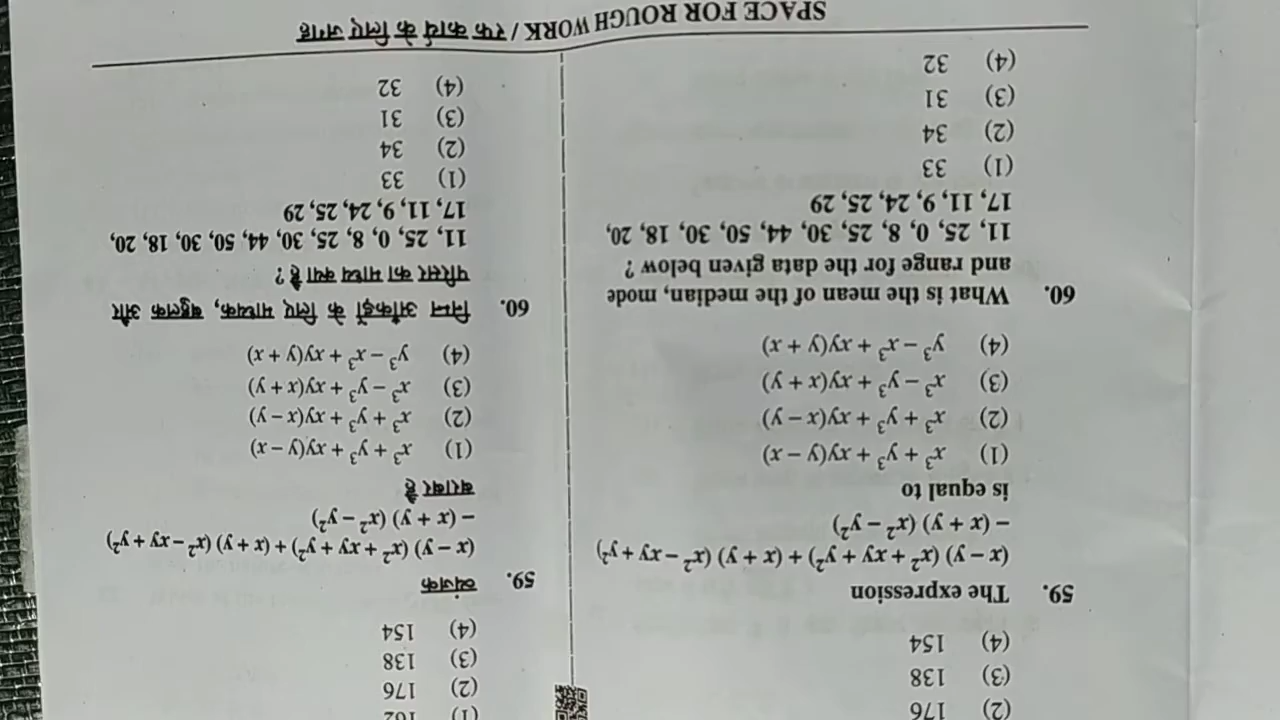 (2) 176
(3) 138
(4) 154
59. The expression
(x – y) (x² + xy + y²) + (x + y) (x² – xy + y²)
– (x + y) (x² – y²)
is equal to
(1) x³ + y³ + xy(y – x)
(2) x³ + y³ + xy(x – y)
(3) x³ – y³ + xy(x + y)
(4) y³ – x³ + xy(y + x)
60. What is the mean of the median, mode
and range for the data given below ?
11, 25, 0, 8, 25, 30, 44, 50, 30, 18, 20,
17, 11, 9, 24, 25, 29
(1) 33
(2) 34
(3) 31
(4) 32
(1) 162
(2) 176
(3) 138
(4) 154
59. व्यंजक
(x – y) (x² + xy + y²) + (x + y) (x² – xy + y²)
– (x + y) (x² – y²)
बराबर है
(1) x³ + y³ + xy(y – x)
(2) x³ + y³ + xy(x – y)
(3) x³ – y³ + xy(x + y)
(4) y³ – x³ + xy(y + x)
60. निम्न आँकड़ों के लिए माध्यक, बहुलक और
परिसर का माध्य क्या है ?
11, 25, 0, 8, 25, 30, 44, 50, 30, 18, 20,
17, 11, 9, 24, 25, 29
(1) 33
(2) 34
(3) 31
(4) 32
SPACE FOR ROUGH WORK / रफ कार्य के लिए जगह